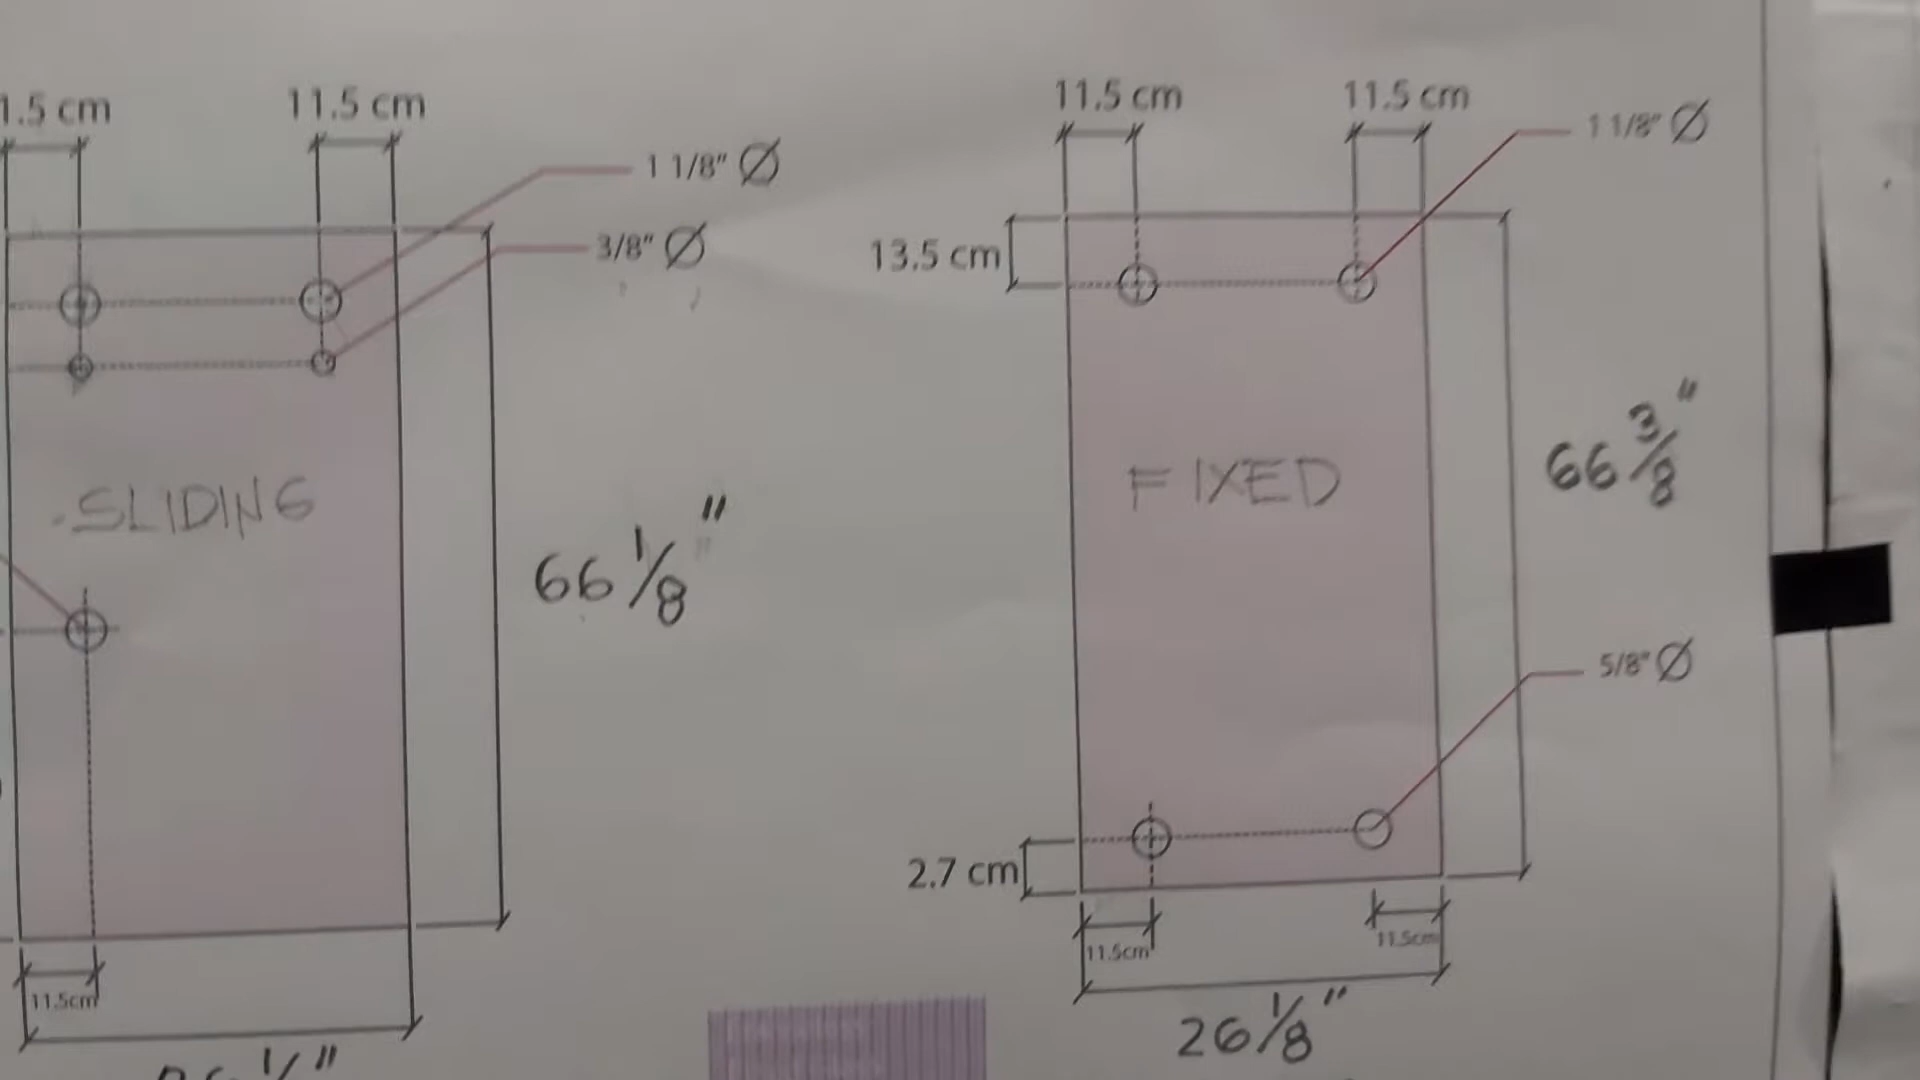 1.5 cm
11.5 cm
1 1/8" Ø
3/8" Ø
SLIDING
66 1/8"
11.5cm
11.5 cm
11.5 cm
1 1/8" Ø
13.5 cm
FIXED
66 3/8"
5/8" Ø
2.7 cm
11.5cm
11.5cm
26 1/8"